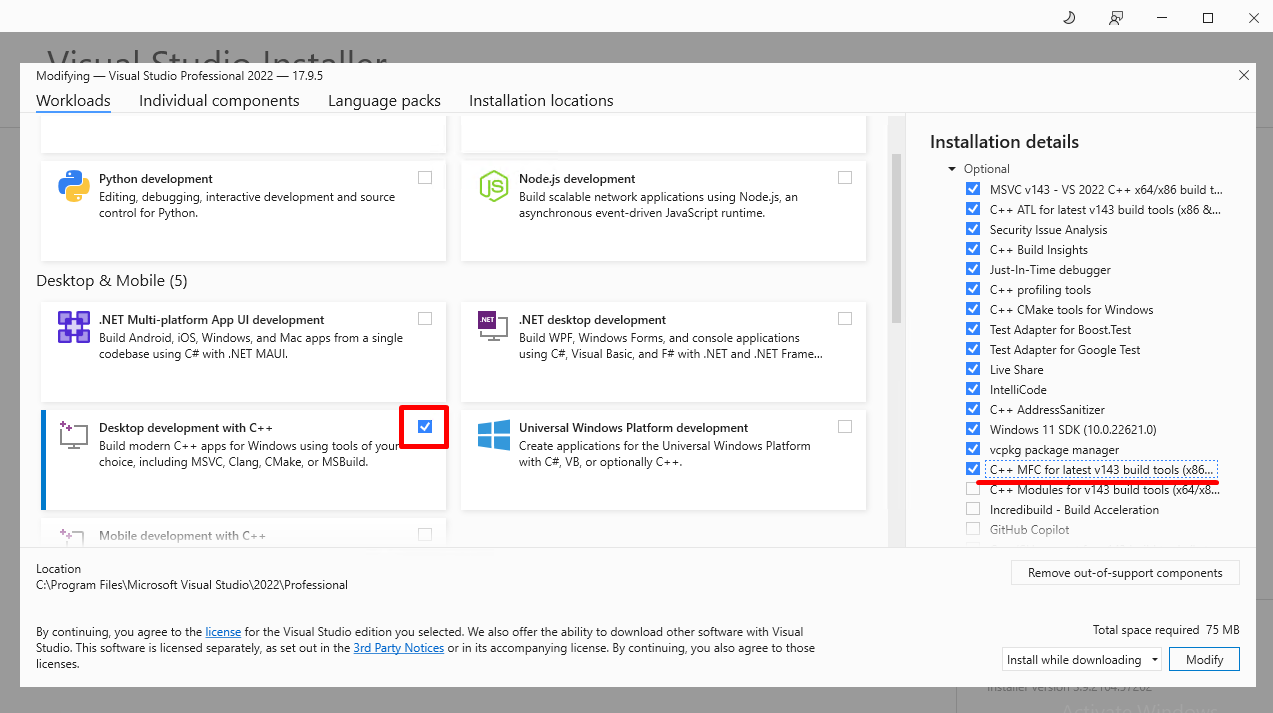 Visual Studio Installer
Modifying — Visual Studio Professional 2022 — 17.9.5
Workloads
Individual components
Language packs
Installation locations
Python development
Editing, debugging, interactive development and source
control for Python.
Node.js development
Build scalable network applications using Node.js, an
asynchronous event-driven JavaScript runtime.
Desktop & Mobile (5)
.NET Multi-platform App UI development
Build Android, iOS, Windows, and Mac apps from a single
codebase using C# with .NET MAUI.
.NET
.NET desktop development
Build WPF, Windows Forms, and console applications
using C#, Visual Basic, and F# with .NET and .NET Frame...
Desktop development with C++
Build modern C++ apps for Windows using tools of your
choice, including MSVC, Clang, CMake, or MSBuild.
Universal Windows Platform development
Create applications for the Universal Windows Platform
with C#, VB, or optionally C++.
Mobile development with C++
Installation details
Optional
MSVC v143 - VS 2022 C++ x64/x86 build t...
C++ ATL for latest v143 build tools (x86 &...
Security Issue Analysis
C++ Build Insights
Just-In-Time debugger
C++ profiling tools
C++ CMake tools for Windows
Test Adapter for Boost.Test
Test Adapter for Google Test
Live Share
IntelliCode
C++ AddressSanitizer
Windows 11 SDK (10.0.22621.0)
vcpkg package manager
C++ MFC for latest v143 build tools (x86...
C++ Modules for v143 build tools (x64/x8...
Incredibuild - Build Acceleration
GitHub Copilot
Location
C:\Program Files\Microsoft Visual Studio\2022\Professional
Remove out-of-support components
By continuing, you agree to the license for the Visual Studio edition you selected. We also offer the ability to download other software with Visual
Studio. This software is licensed separately, as set out in the 3rd Party Notices or in its accompanying license. By continuing, you also agree to those
licenses.
Total space required 75 MB
Install while downloading
Modify
Activate Windows